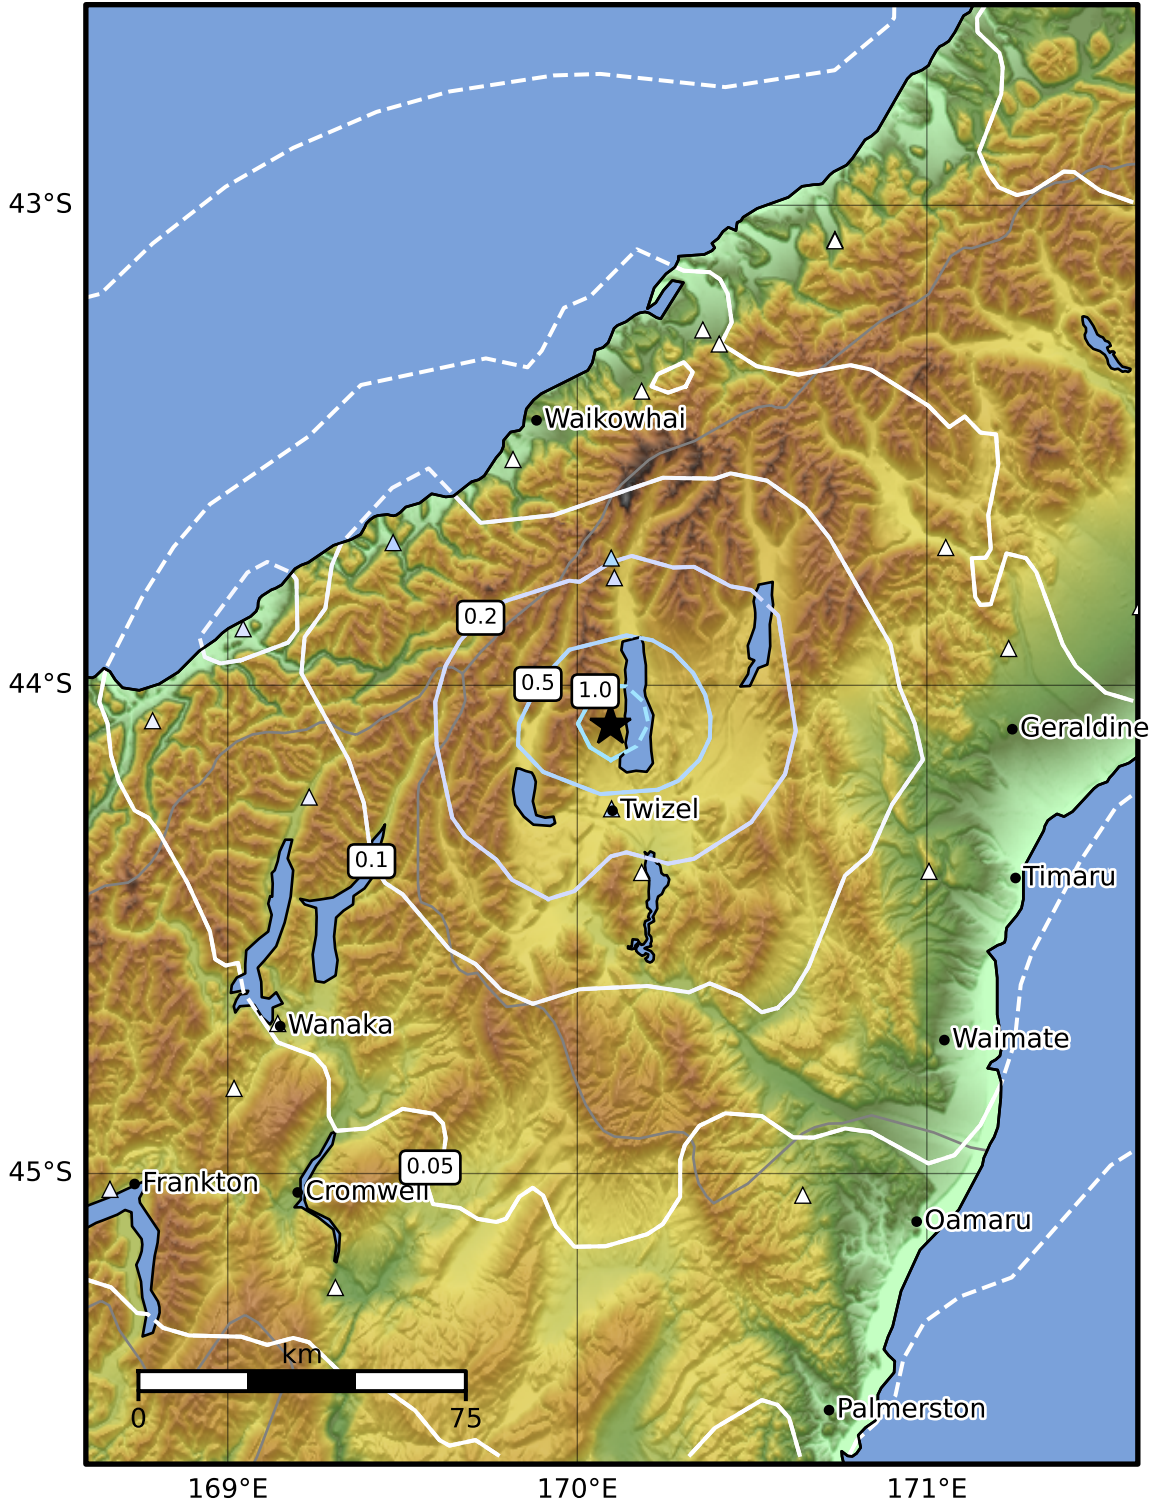 43°S
Waikowhai
0.2
0.5
1.0
44°S
Geraldine
Twizel
0.1
Timaru
Wanaka
Waimate
45°S
0.05
Frankton
Cromwell
Oamaru
km
0
75
Palmerston
169°E
170°E
171°E